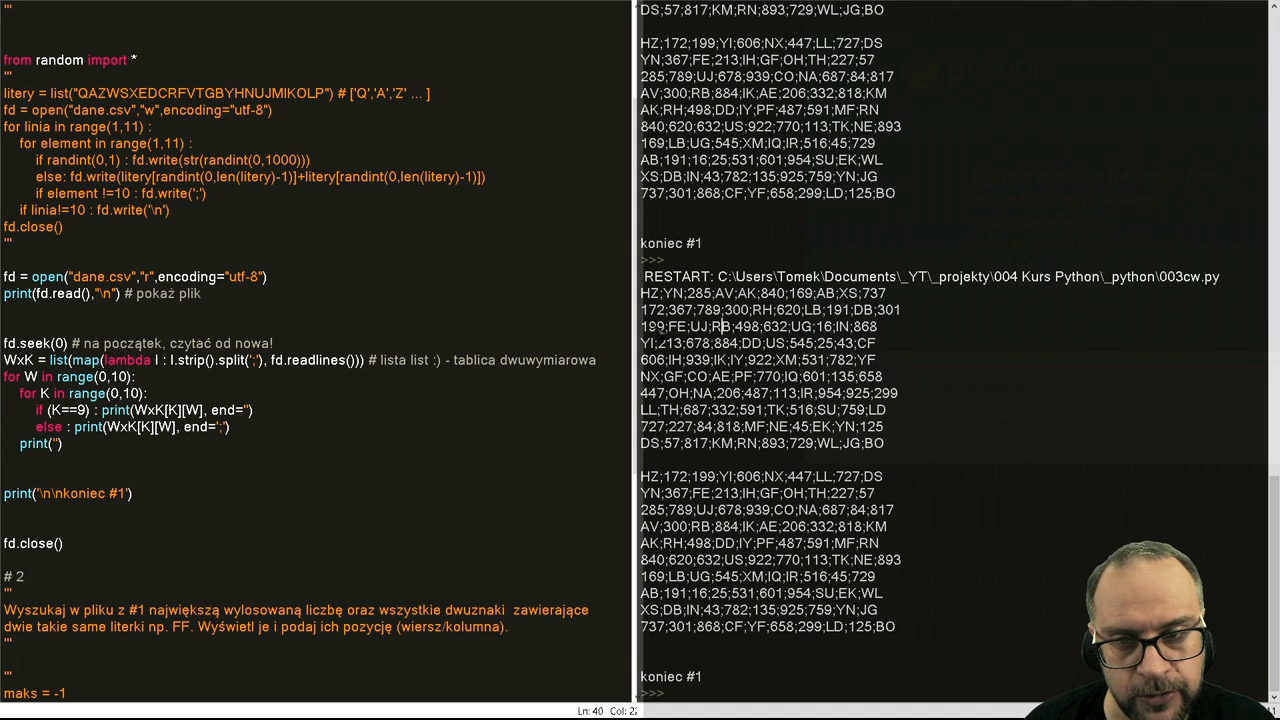 '''
from random import *
'''
litery = list("QAZWSXEDCRFVTGBYHNUJMIKOLP") # ['Q','A','Z' ... ]
fd = open("dane.csv","w",encoding="utf-8")
for linia in range(1,11) :
for element in range(1,11) :
if randint(0,1) : fd.write(str(randint(0,1000)))
else: fd.write(litery[randint(0,len(litery)-1)]+litery[randint(0,len(litery)-1)])
if element !=10 : fd.write(';')
if linia!=10 : fd.write('\n')
fd.close()
'''
fd = open("dane.csv","r",encoding="utf-8")
print(fd.read(),"\n") # pokaż plik
fd.seek(0) # na początek, czytać od nowa!
WxK = list(map(lambda l : l.strip().split(';'), fd.readlines())) # lista list :) - tablica dwuwymiarowa
for W in range(0,10):
for K in range(0,10):
if (K==9) : print(WxK[K][W], end='')
else : print(WxK[K][W], end=';')
print('')
print('\n\nkoniec #1')
fd.close()
# 2
'''
Wyszukaj w pliku z #1 największą wylosowaną liczbę oraz wszystkie dwuznaki zawierające
dwie takie same literki np. FF. Wyświetl je i podaj ich pozycję (wiersz/kolumna).
'''
'''
maks = -1
Ln: 40 Col: 22
DS;57;817;KM;RN;893;729;WL;JG;BO
HZ;172;199;YI;606;NX;447;LL;727;DS
YN;367;FE;213;IH;GF;OH;TH;227;57
285;789;UJ;678;939;CO;NA;687;84;817
AV;300;RB;884;IK;AE;206;332;818;KM
AK;RH;498;DD;IY;PF;487;591;MF;RN
840;620;632;US;922;770;113;TK;NE;893
169;LB;UG;545;XM;IQ;IR;516;45;729
AB;191;16;25;531;601;954;SU;EK;WL
XS;DB;IN;43;782;135;925;759;YN;JG
737;301;868;CF;YF;658;299;LD;125;BO
koniec #1
>>>
RESTART: C:\Users\Tomek\Documents\_YT\_projekty\004 Kurs Python\_python\003cw.py
HZ;YN;285;AV;AK;840;169;AB;XS;737
172;367;789;300;RH;620;LB;191;DB;301
199;FE;UJ;RB;498;632;UG;16;IN;868
YI;213;678;884;DD;US;545;25;43;CF
606;IH;939;IK;IY;922;XM;531;782;YF
NX;GF;CO;AE;PF;770;IQ;601;135;658
447;OH;NA;206;487;113;IR;954;925;299
LL;TH;687;332;591;TK;516;SU;759;LD
727;227;84;818;MF;NE;45;EK;YN;125
DS;57;817;KM;RN;893;729;WL;JG;BO
HZ;172;199;YI;606;NX;447;LL;727;DS
YN;367;FE;213;IH;GF;OH;TH;227;57
285;789;UJ;678;939;CO;NA;687;84;817
AV;300;RB;884;IK;AE;206;332;818;KM
AK;RH;498;DD;IY;PF;487;591;MF;RN
840;620;632;US;922;770;113;TK;NE;893
169;LB;UG;545;XM;IQ;IR;516;45;729
AB;191;16;25;531;601;954;SU;EK;WL
XS;DB;IN;43;782;135;925;759;YN;JG
737;301;868;CF;YF;658;299;LD;125;BO
koniec #1
>>>